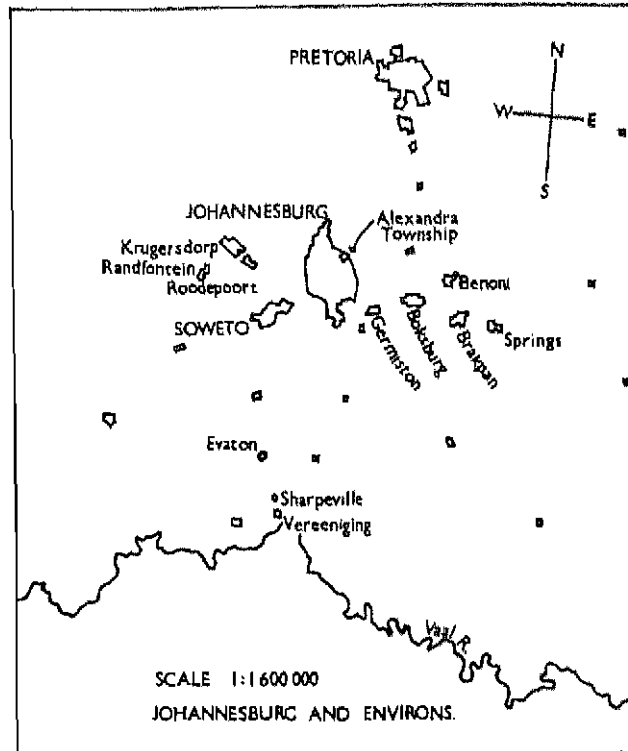 PRETORIA
N
W
E
S
JOHANNESBURG
Alexandra
Township
Krugersdorp
Randfontein
Roodepoort
Benoni
SOWETO
Germiston
Boksburg
Brakpan
Springs
Evaton
Sharpeville
Vereeniging
Vaal R.
SCALE 1:1 600 000
JOHANNESBURG AND ENVIRONS.